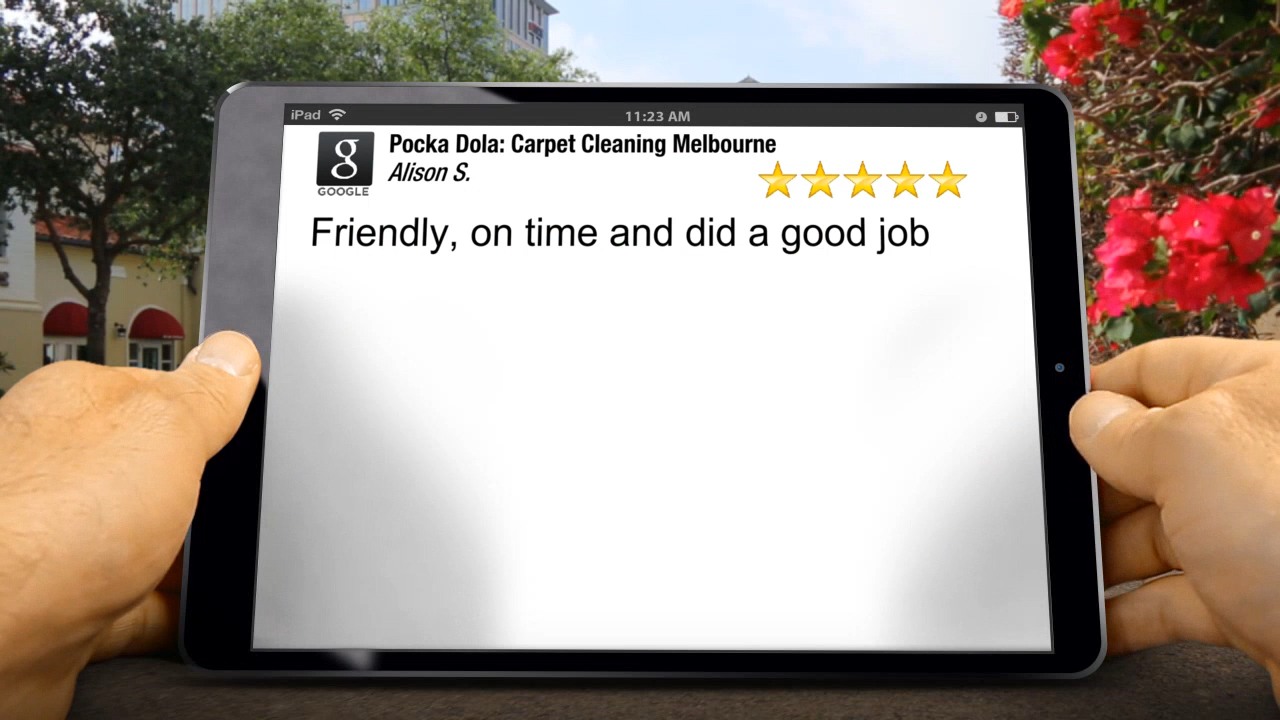 iPad
11:23 AM
g
GOOGLE
Pocka Dola: Carpet Cleaning Melbourne
Alison S.
Friendly, on time and did a good job